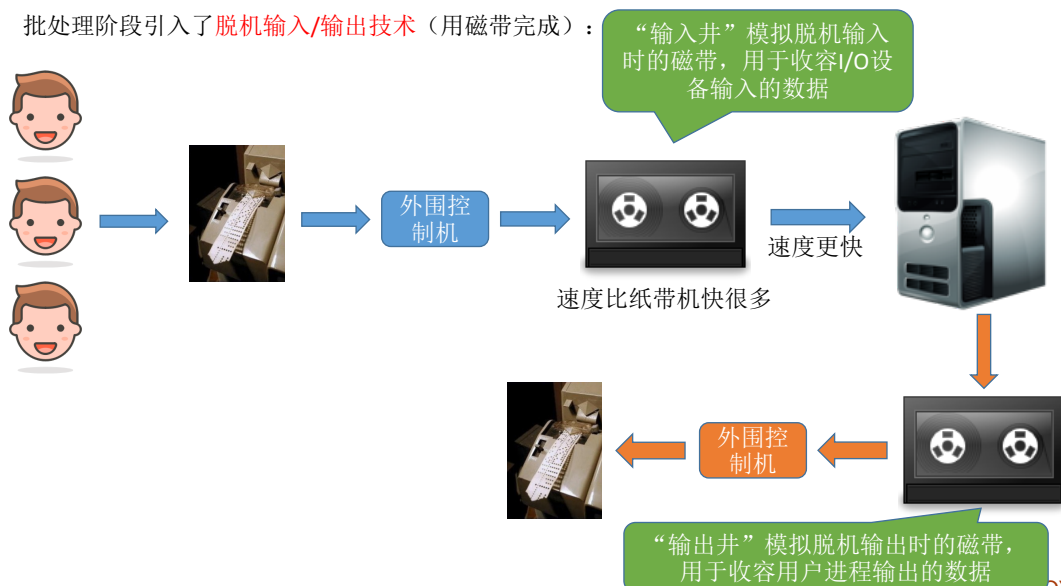 批处理阶段引入了脱机输入/输出技术（用磁带完成）：
“输入井”模拟脱机输入
时的磁带，用于收容I/O设
备输入的数据
外围控
制机
速度更快
速度比纸带机快很多
外围控
制机
“输出井”模拟脱机输出时的磁带，
用于收容用户进程输出的数据